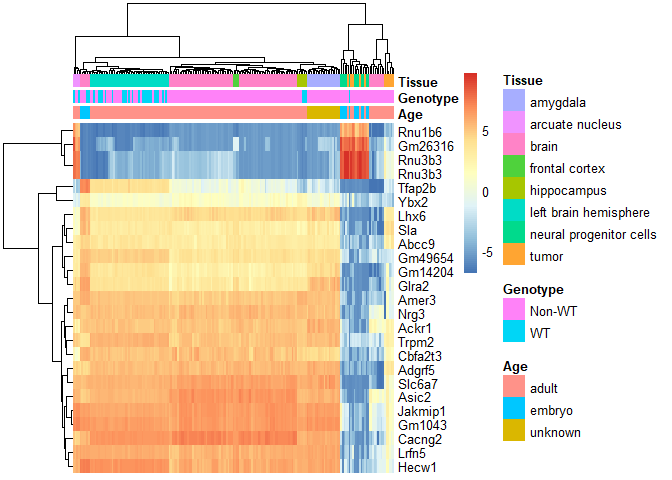 Tissue
Genotype
Age
Rnu1b6
Gm26316
Rnu3b3
Rnu3b3
Tfap2b
Ybx2
Lhx6
Sla
Abcc9
Gm49654
Gm14204
Glra2
Amer3
Nrg3
Ackr1
Trpm2
Cbfa2t3
Adgrf5
Slc6a7
Asic2
Jakmip1
Gm1043
Cacng2
Lrfn5
Hecw1
5
0
-5
Tissue
amygdala
arcuate nucleus
brain
frontal cortex
hippocampus
left brain hemisphere
neural progenitor cells
tumor
Genotype
Non-WT
WT
Age
adult
embryo
unknown